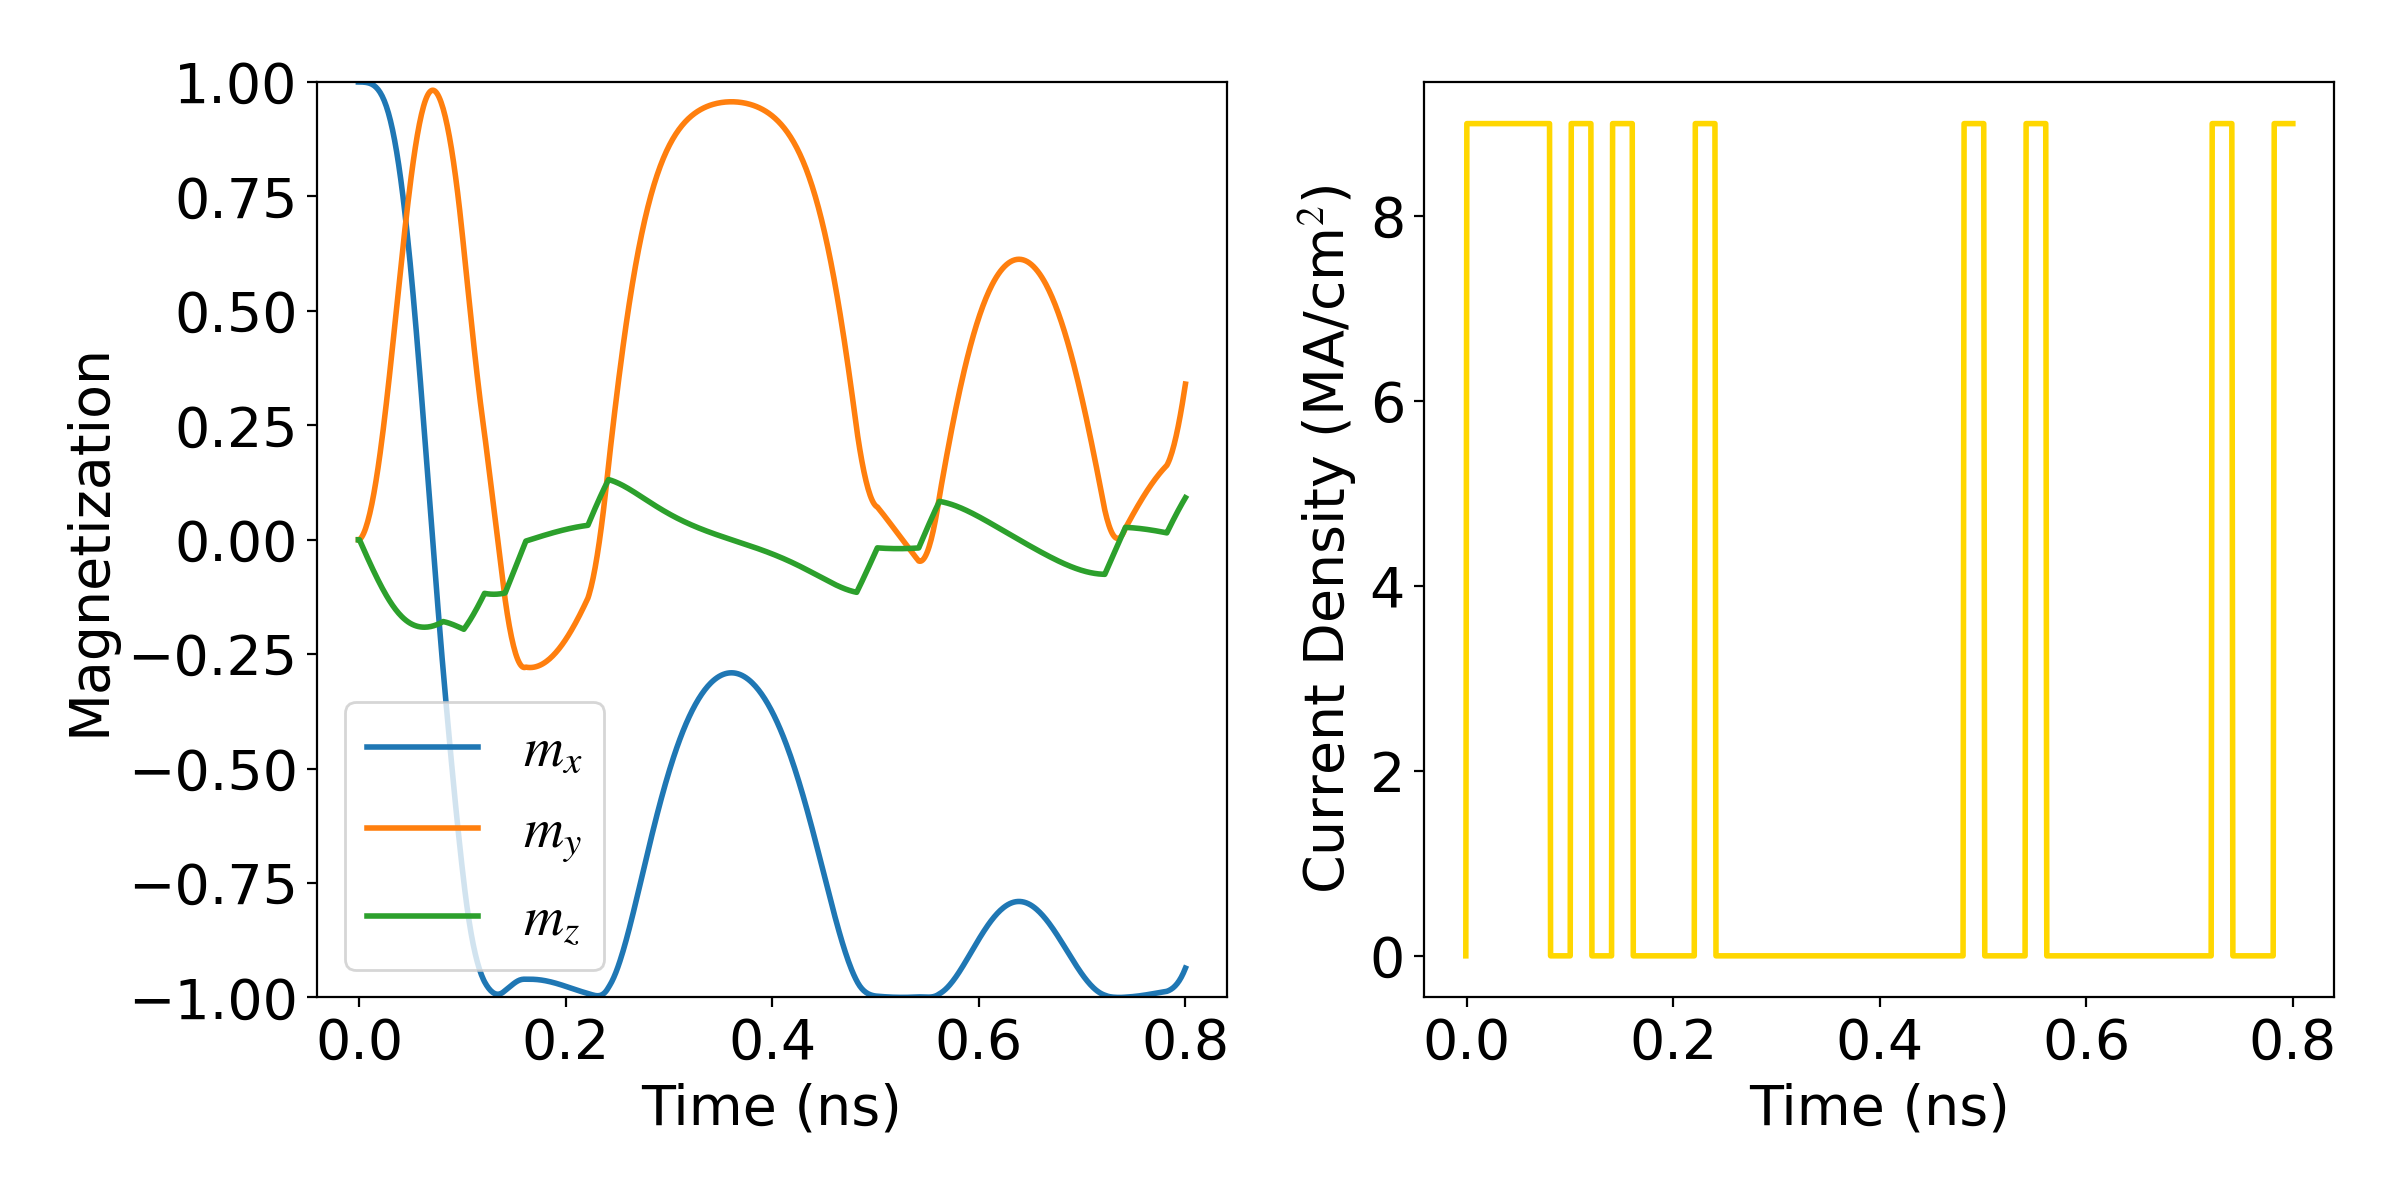 1.00
0.75
0.50
0.25
0.00
−0.25
−0.50
−0.75
−1.00
Magnetization
m_x
m_y
m_z
0.0 0.2 0.4 0.6 0.8
Time (ns)
8
6
4
2
0
Current Density (MA/cm²)
0.0 0.2 0.4 0.6 0.8
Time (ns)